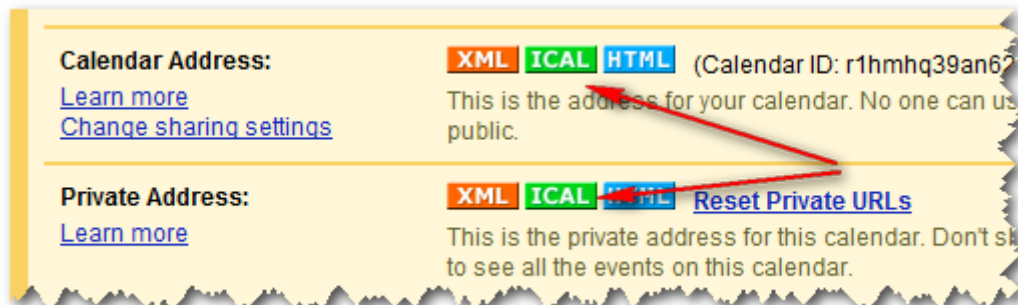 Calendar Address: XML ICAL HTML (Calendar ID: r1hmhq39an62
Learn more This is the address for your calendar. No one can us
Change sharing settings public.
Private Address: XML ICAL HTML Reset Private URLs
Learn more This is the private address for this calendar. Don't
to see all the events on this calendar.